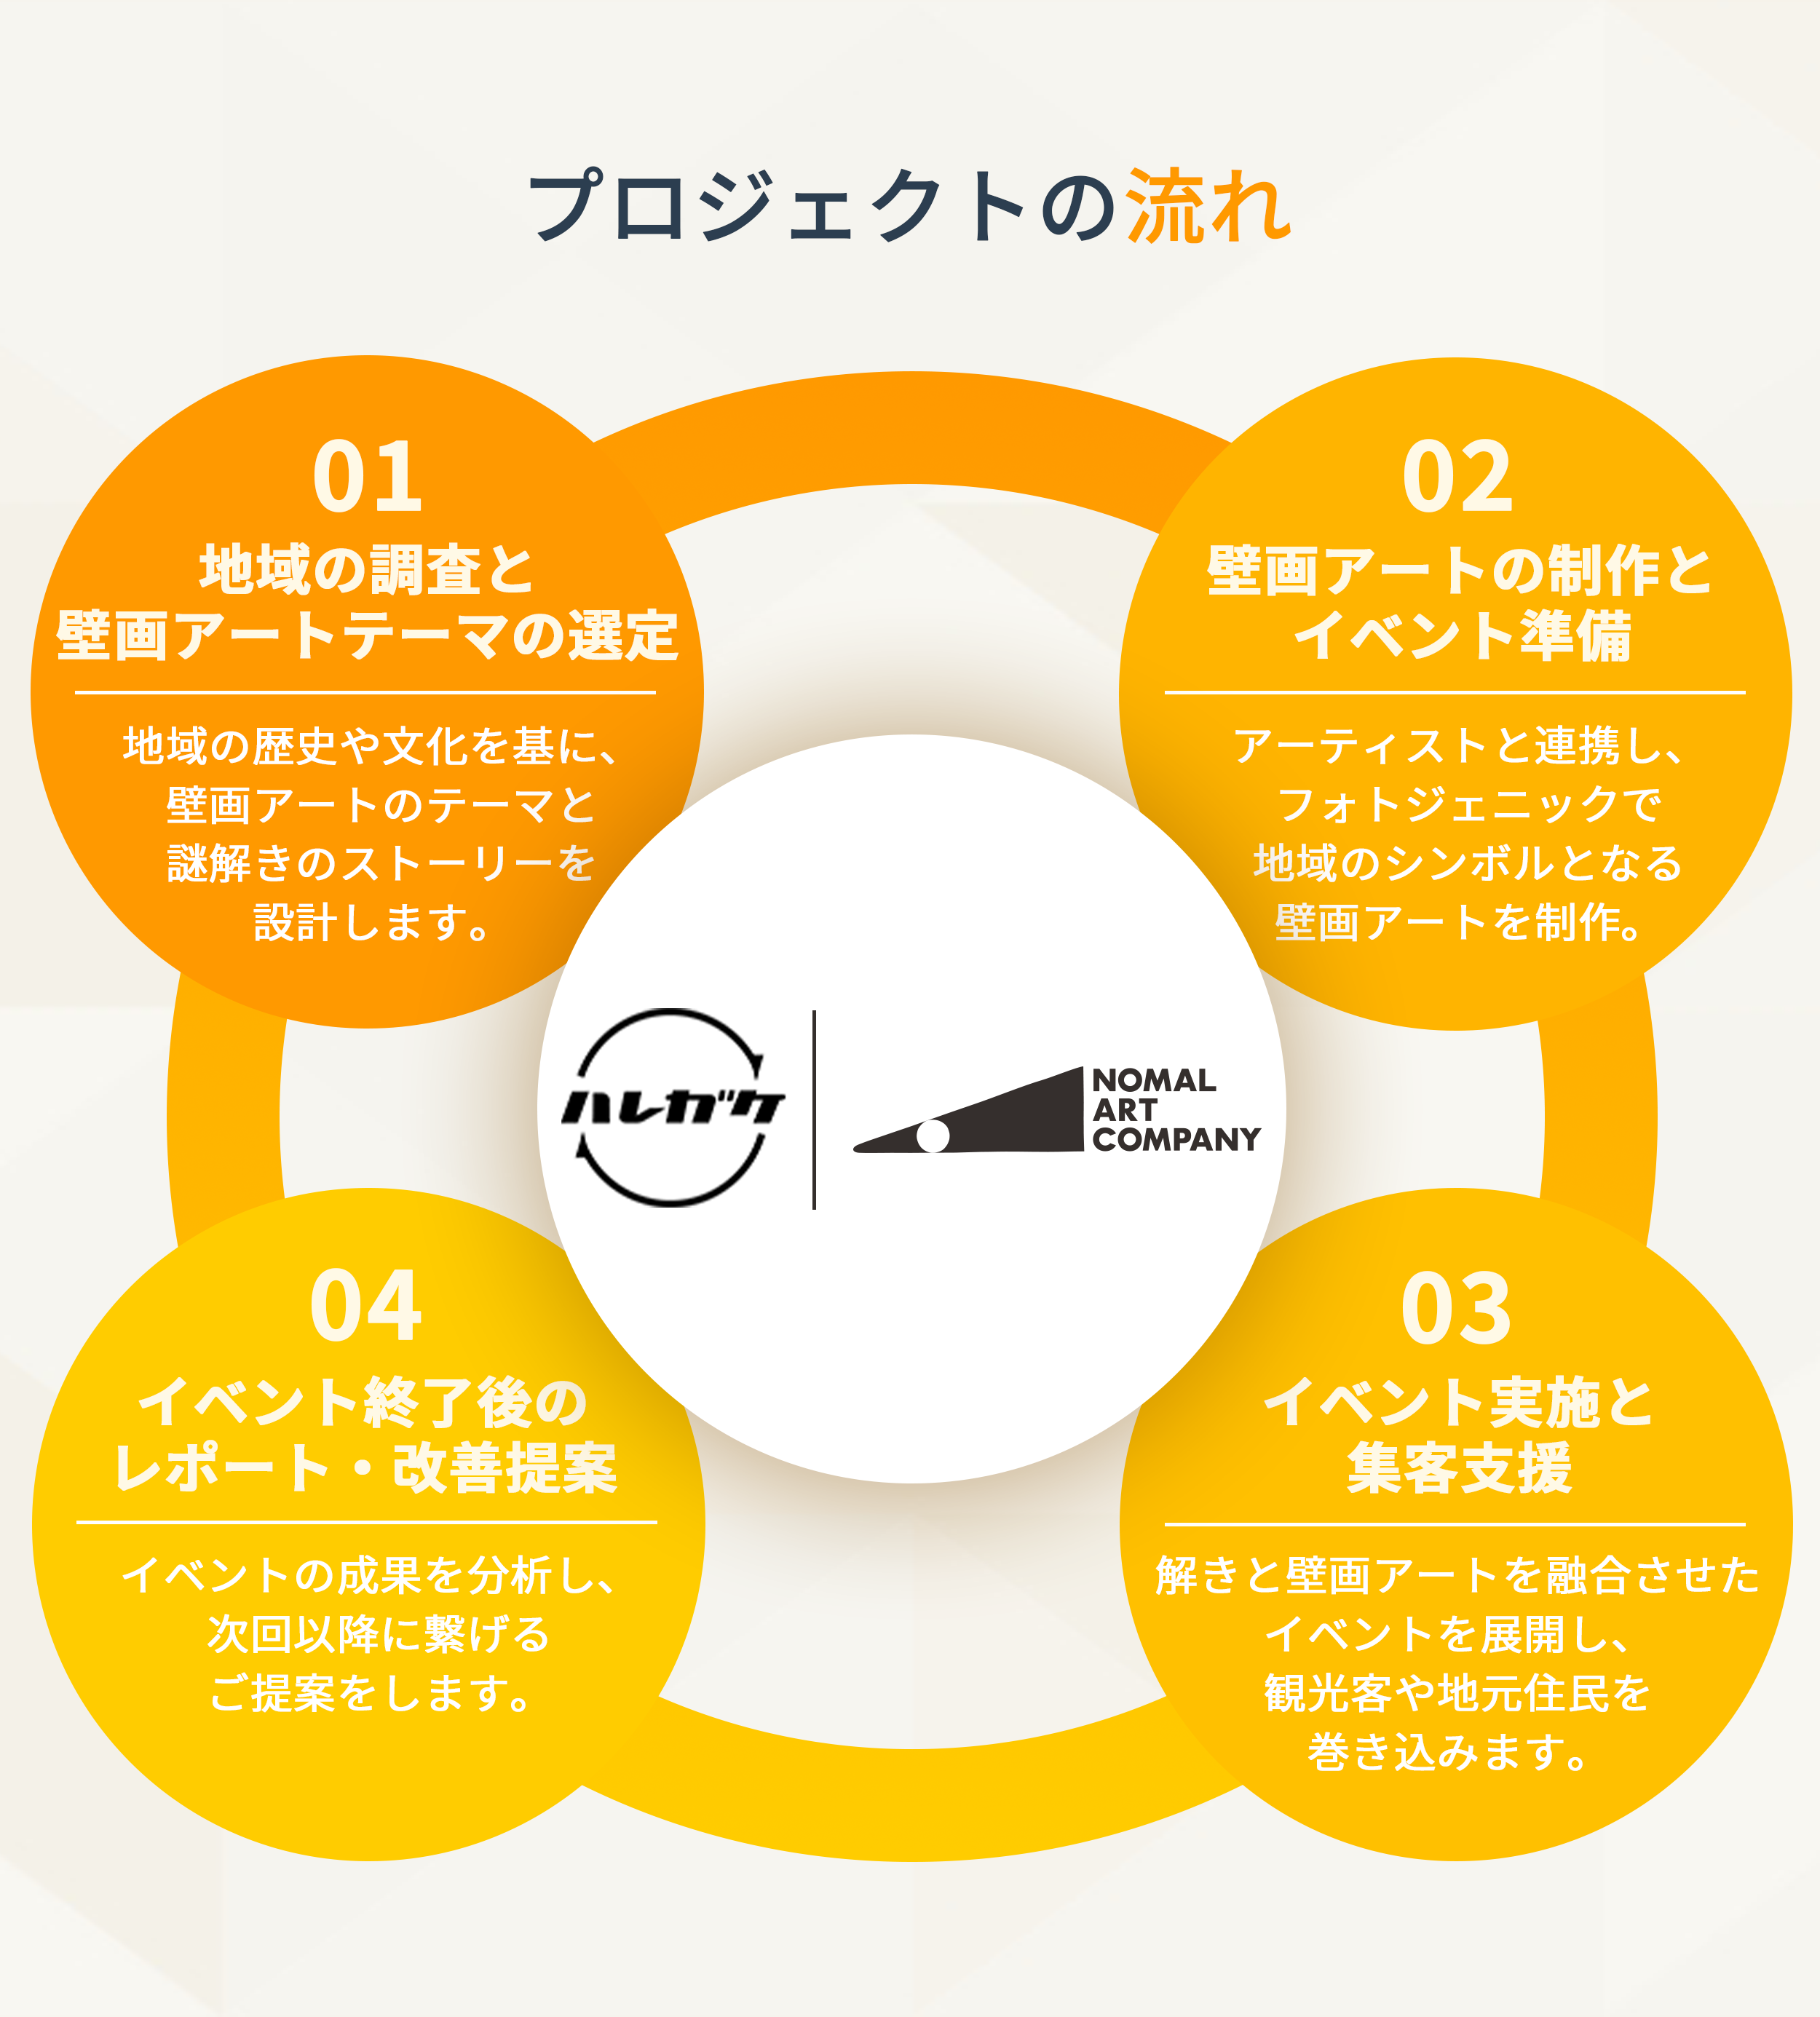 プロジェクトの流れ
01
地域の調査と
壁画アートテーマの選定
地域の歴史や文化を基に、
壁画アートのテーマと
謎解きのストーリーを
設計します。
02
壁画アートの制作と
イベント準備
アーティストと連携し、
フォトジェニックで
地域のシンボルとなる
壁画アートを制作。
ハレガケ
NOMAL
ART
COMPANY
03
イベント実施と
集客支援
解きと壁画アートを融合させた
イベントを展開し、
観光客や地元住民を
巻き込みます。
04
イベント終了後の
レポート・改善提案
イベントの成果を分析し、
次回以降に繋げる
ご提案をします。